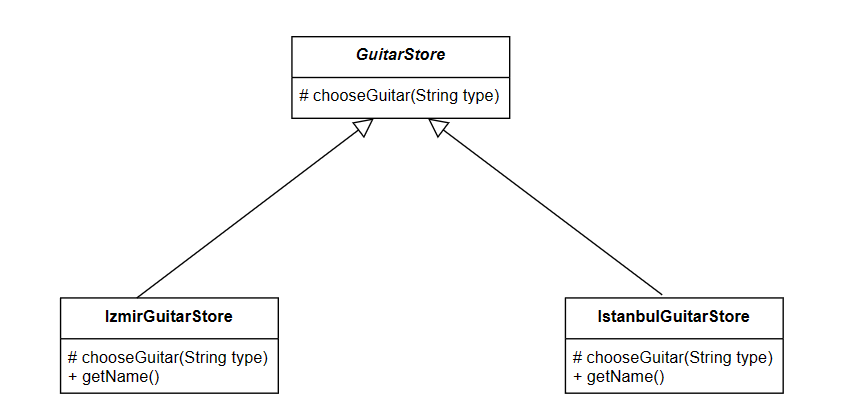 GuitarStore
# chooseGuitar(String type)
IzmirGuitarStore
# chooseGuitar(String type)
+ getName()
IstanbulGuitarStore
# chooseGuitar(String type)
+ getName()